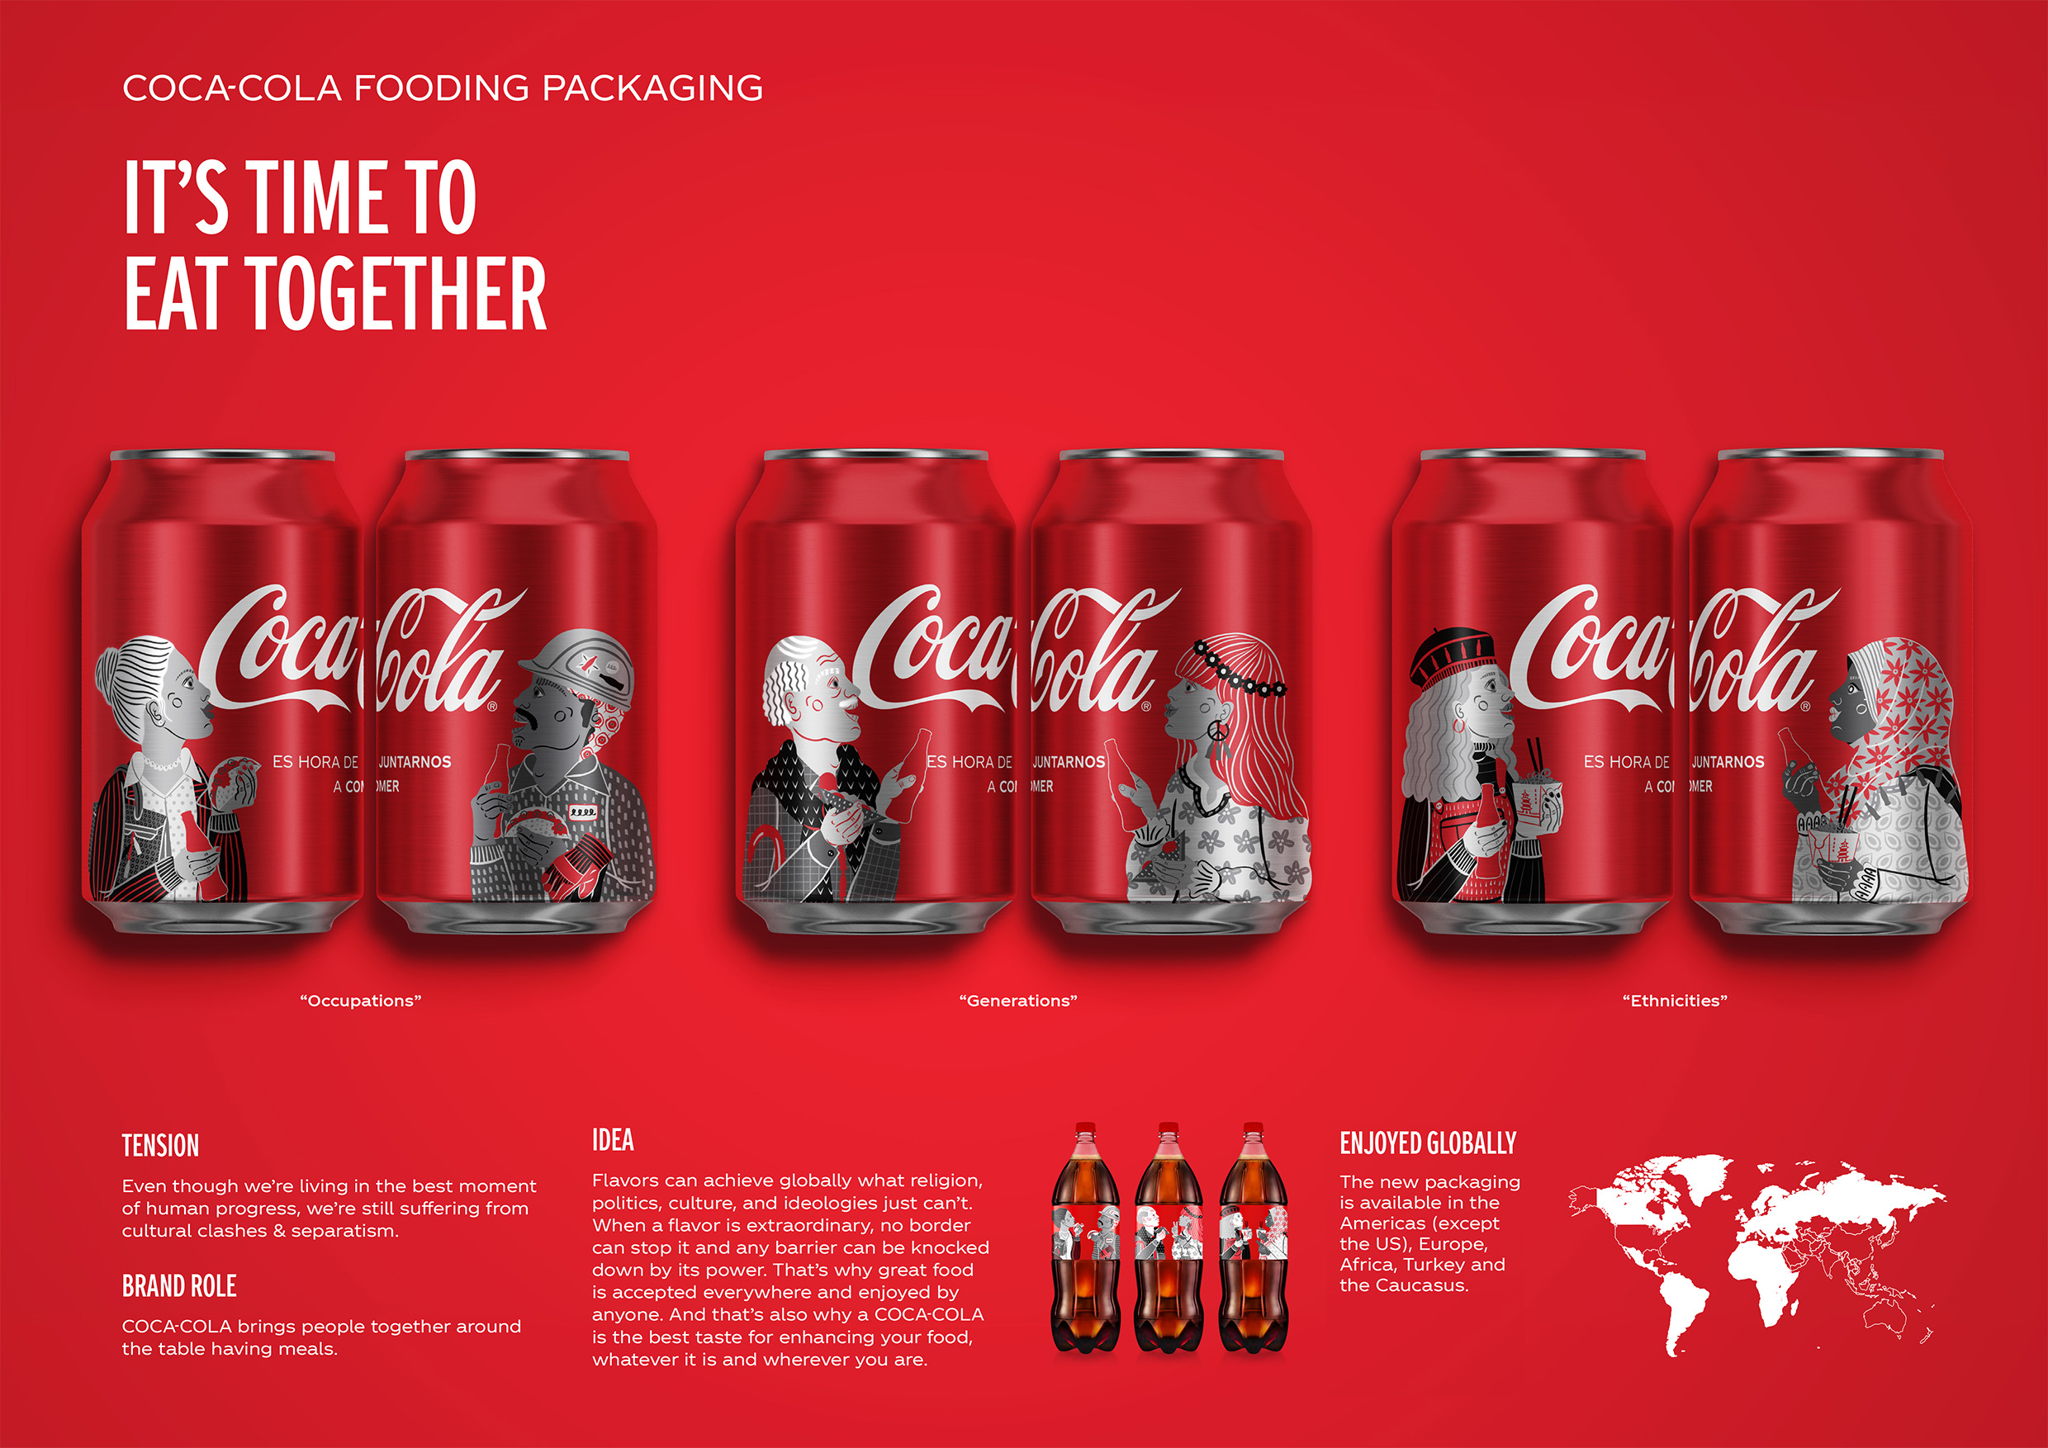 COCA-COLA FOODING PACKAGING
IT'S TIME TO
EAT TOGETHER
Coca-Cola®
ES HORA DE JUNTARNOS
A COM OMER
Coca-Cola®
ES HORA DE JUNTARNOS
A COM OMER
Coca-Cola®
ES HORA DE JUNTARNOS
A COM OMER
“Occupations”
“Generations”
“Ethnicities”
TENSION
Even though we're living in the best moment
of human progress, we're still suffering from
cultural clashes & separatism.
BRAND ROLE
COCA-COLA brings people together around
the table having meals.
IDEA
Flavors can achieve globally what religion,
politics, culture, and ideologies just can't.
When a flavor is extraordinary, no border
can stop it and any barrier can be knocked
down by its power. That's why great food
is accepted everywhere and enjoyed by
anyone. And that's also why a COCA-COLA
is the best taste for enhancing your food,
whatever it is and wherever you are.
ENJOYED GLOBALLY
The new packaging
is available in the
Americas (except
the US), Europe,
Africa, Turkey and
the Caucasus.